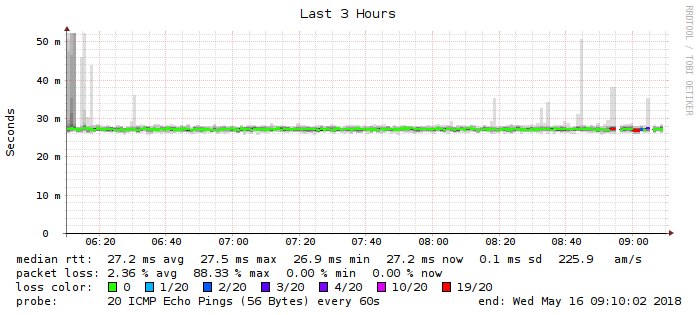 Last 3 Hours
RRDTOOL / TOBI OETIKER
Seconds
50 m
40 m
30 m
20 m
10 m
0
06:20 06:40 07:00 07:20 07:40 08:00 08:20 08:40 09:00
median rtt: 27.2 ms avg 27.5 ms max 26.9 ms min 27.2 ms now 0.1 ms sd 225.9 am/s
packet loss: 2.36 % avg 88.33 % max 0.00 % min 0.00 % now
loss color: 0 1/20 2/20 3/20 4/20 10/20 19/20
probe: 20 ICMP Echo Pings (56 Bytes) every 60s end: Wed May 16 09:10:02 2018